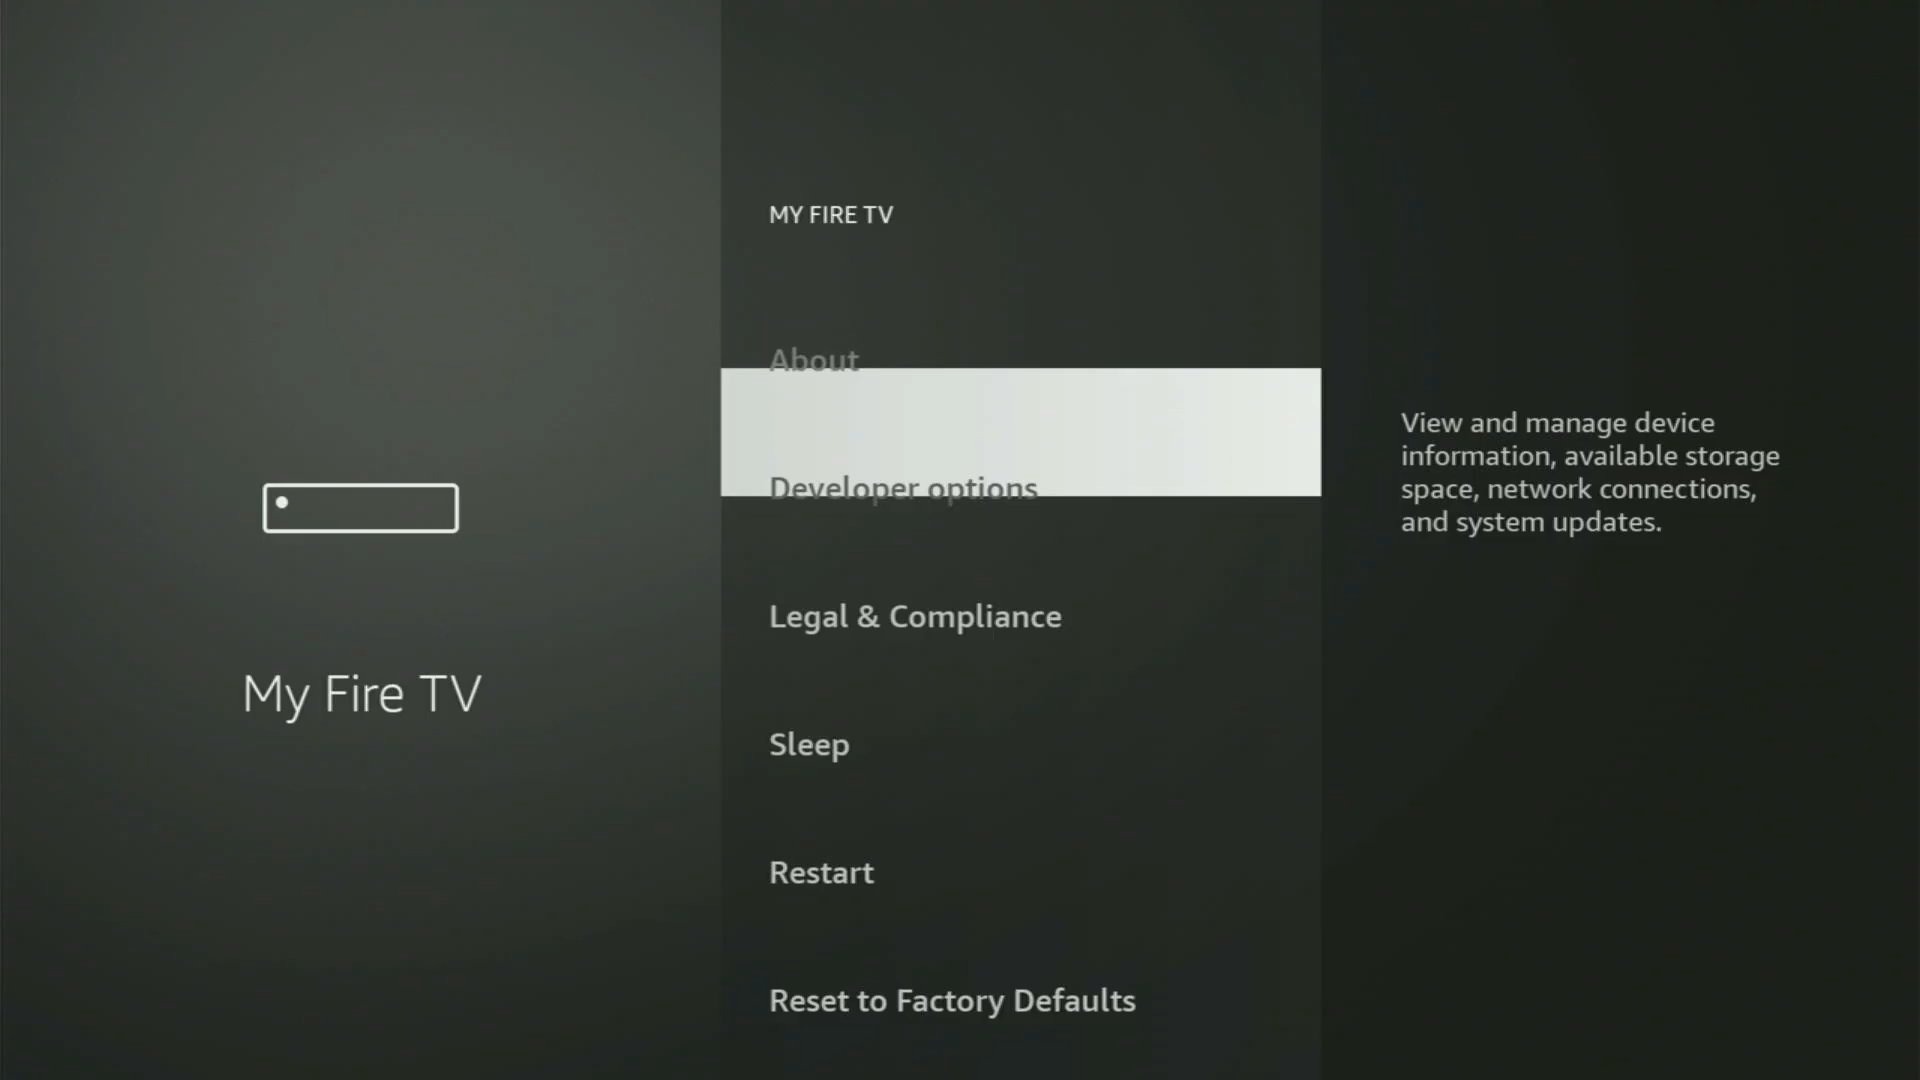 MY FIRE TV
About
Developer options
Legal & Compliance
Sleep
Restart
Reset to Factory Defaults
My Fire TV
View and manage device
information, available storage
space, network connections,
and system updates.